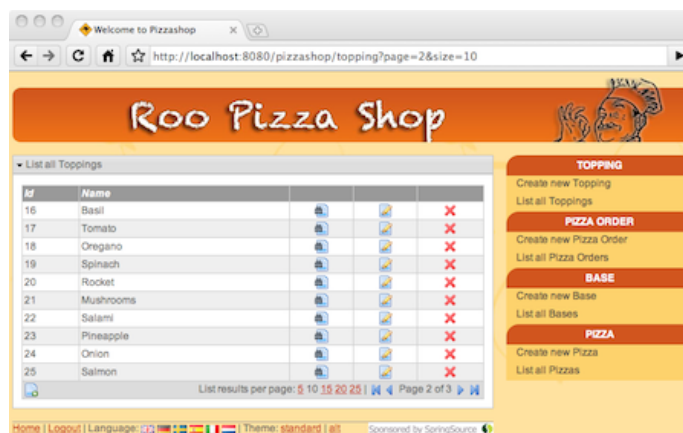 Welcome to Pizzashop
http://localhost:8080/pizzashop/topping?page=2&size=10
Roo Pizza Shop
List all Toppings
Id Name
16 Basil
17 Tomato
18 Oregano
19 Spinach
20 Rocket
21 Mushrooms
22 Salami
23 Pineapple
24 Onion
25 Salmon
List results per page: 5 10 15 20 25 | Page 2 of 3
TOPPING
Create new Topping
List all Toppings
PIZZA ORDER
Create new Pizza Order
List all Pizza Orders
BASE
Create new Base
List all Bases
PIZZA
Create new Pizza
List all Pizzas
Home | Logout | Language: | Theme: standard | alt
Sponsored by SpringSource